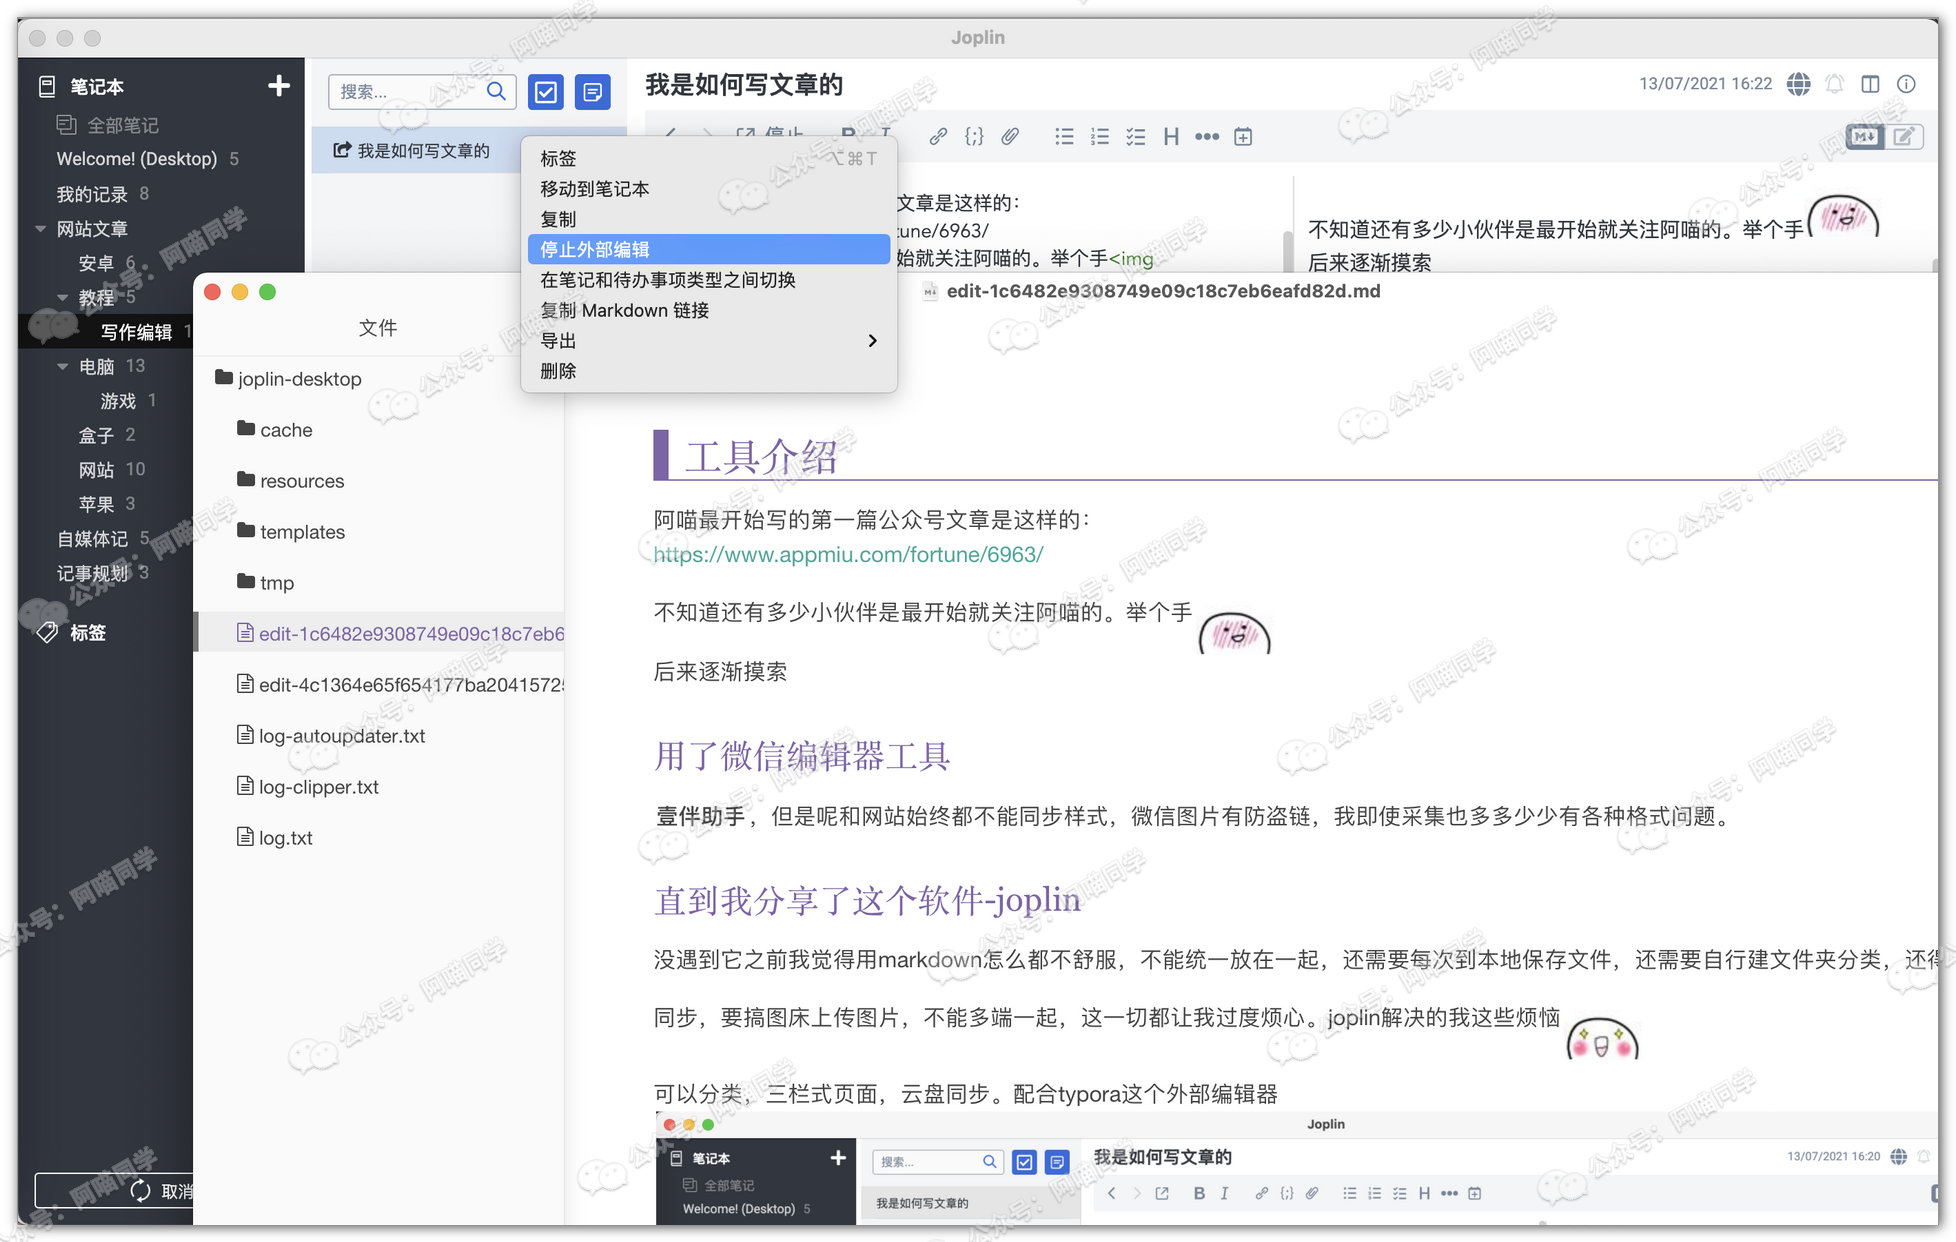 Joplin
笔记本
全部笔记
Welcome! (Desktop) 5
我的记录 8
网站文章
安卓 6
教程 5
写作编辑 1
电脑 13
游戏 1
盒子 2
网站 10
苹果 3
自媒体记 5
记事规划 3
标签
取消
搜索...
我是如何写文章的
我是如何写文章的
13/07/2021 16:22
停止
标签 ⌥⌘T
移动到笔记本
复制
停止外部编辑
在笔记和待办事项类型之间切换
复制 Markdown 链接
导出
删除
文章是这样的:
tune/6963/
始就关注阿喵的。举个手<img
不知道还有多少小伙伴是最开始就关注阿喵的。举个手
后来逐渐摸索
文件
joplin-desktop
cache
resources
templates
tmp
edit-1c6482e9308749e09c18c7eb6
edit-4c1364e65f654177ba2041572
log-autoupdater.txt
log-clipper.txt
log.txt
edit-1c6482e9308749e09c18c7eb6eafd82d.md
工具介绍
阿喵最开始写的第一篇公众号文章是这样的：
https://www.appmiu.com/fortune/6963/
不知道还有多少小伙伴是最开始就关注阿喵的。举个手
后来逐渐摸索
用了微信编辑器工具
壹伴助手，但是呢和网站始终都不能同步样式，微信图片有防盗链，我即使采集也多多少少有各种格式问题。
直到我分享了这个软件-joplin
没遇到它之前我觉得用markdown怎么都不舒服，不能统一放在一起，还需要每次到本地保存文件，还需要自行建文件夹分类，还得
同步，要搞图床上传图片，不能多端一起，这一切都让我过度烦心。joplin解决的我这些烦恼
可以分类，三栏式页面，云盘同步。配合typora这个外部编辑器
Joplin
笔记本
全部笔记
Welcome! (Desktop) 5
搜索...
我是如何写文章的
我是如何写文章的
13/07/2021 16:20
公众号：阿喵同学